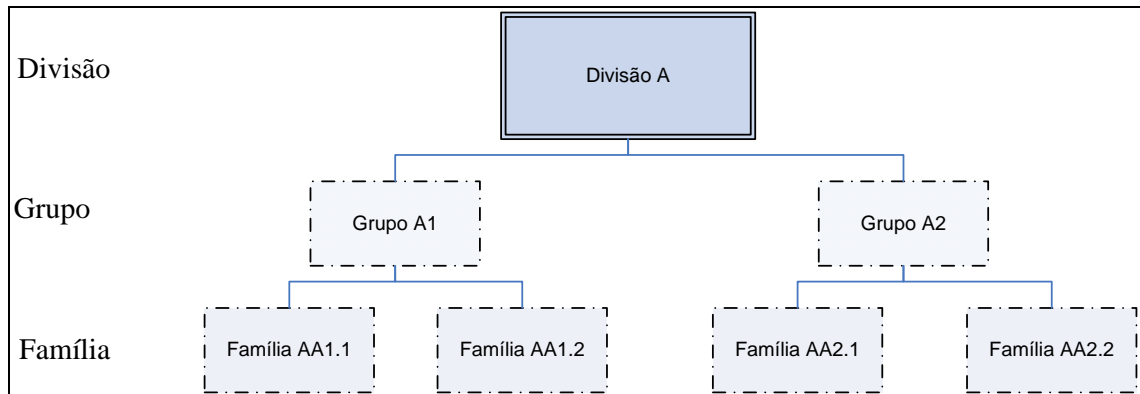 Divisão
Divisão A
Grupo
Grupo A1
Grupo A2
Família
Família AA1.1
Família AA1.2
Família AA2.1
Família AA2.2